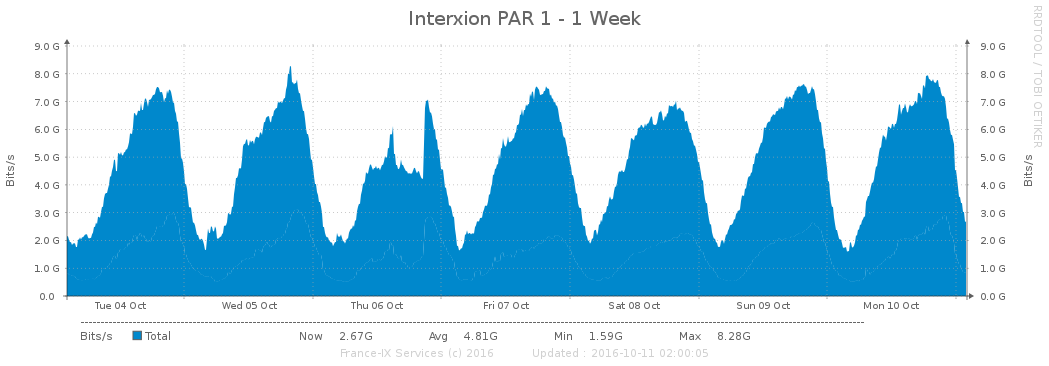 Interxion PAR 1 - 1 Week
RRDTOOL / TOBI OETIKER
9.0 G 9.0 G
8.0 G 8.0 G
7.0 G 7.0 G
6.0 G 6.0 G
5.0 G 5.0 G
4.0 G 4.0 G
3.0 G 3.0 G
2.0 G 2.0 G
1.0 G 1.0 G
0.0 0.0 G
Bits/s
Bits/s
Tue 04 Oct Wed 05 Oct Thu 06 Oct Fri 07 Oct Sat 08 Oct Sun 09 Oct Mon 10 Oct
Bits/s Total Now 2.67G Avg 4.81G Min 1.59G Max 8.28G
France-IX Services (c) 2016 Updated : 2016-10-11 02:00:05